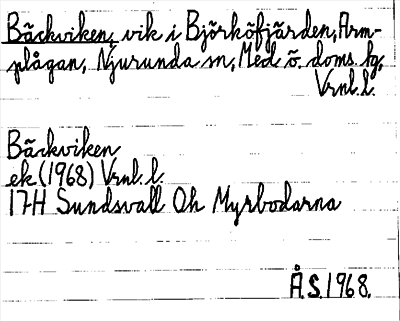 Bäckviken, vik i Björköfjärden, Arm-
plågan, Njurunda sn, Med ö. doms. fg,
Vrnl. l.
Bäckviken
ek (1968) Vrnl. l.
17H Sundsvall Oh Myrbodarna
Å.S. 1968.